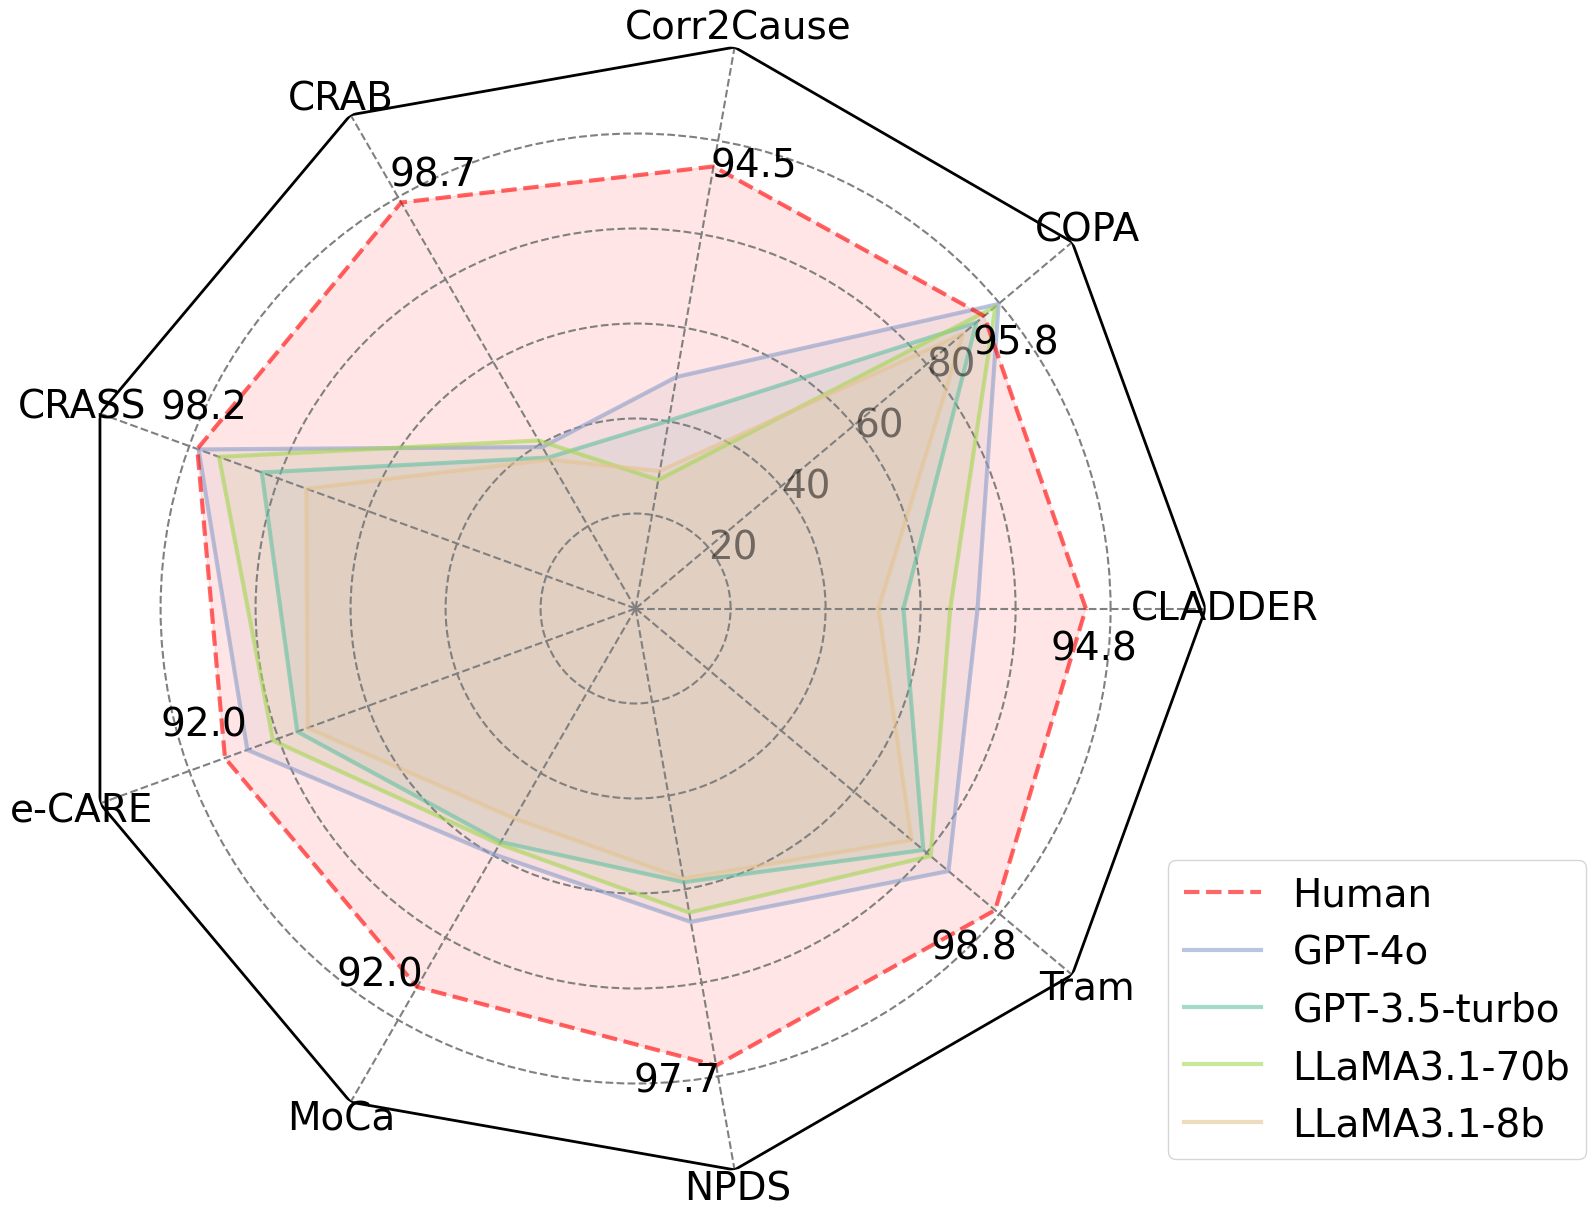 Corr2Cause
CRAB
98.7
94.5
COPA
95.8
80
CRASS
98.2
60
40
20
CLADDER
94.8
92.0
e-CARE
Human
98.8
GPT-4o
92.0
Tram
GPT-3.5-turbo
97.7
LLaMA3.1-70b
MoCa
LLaMA3.1-8b
NPDS